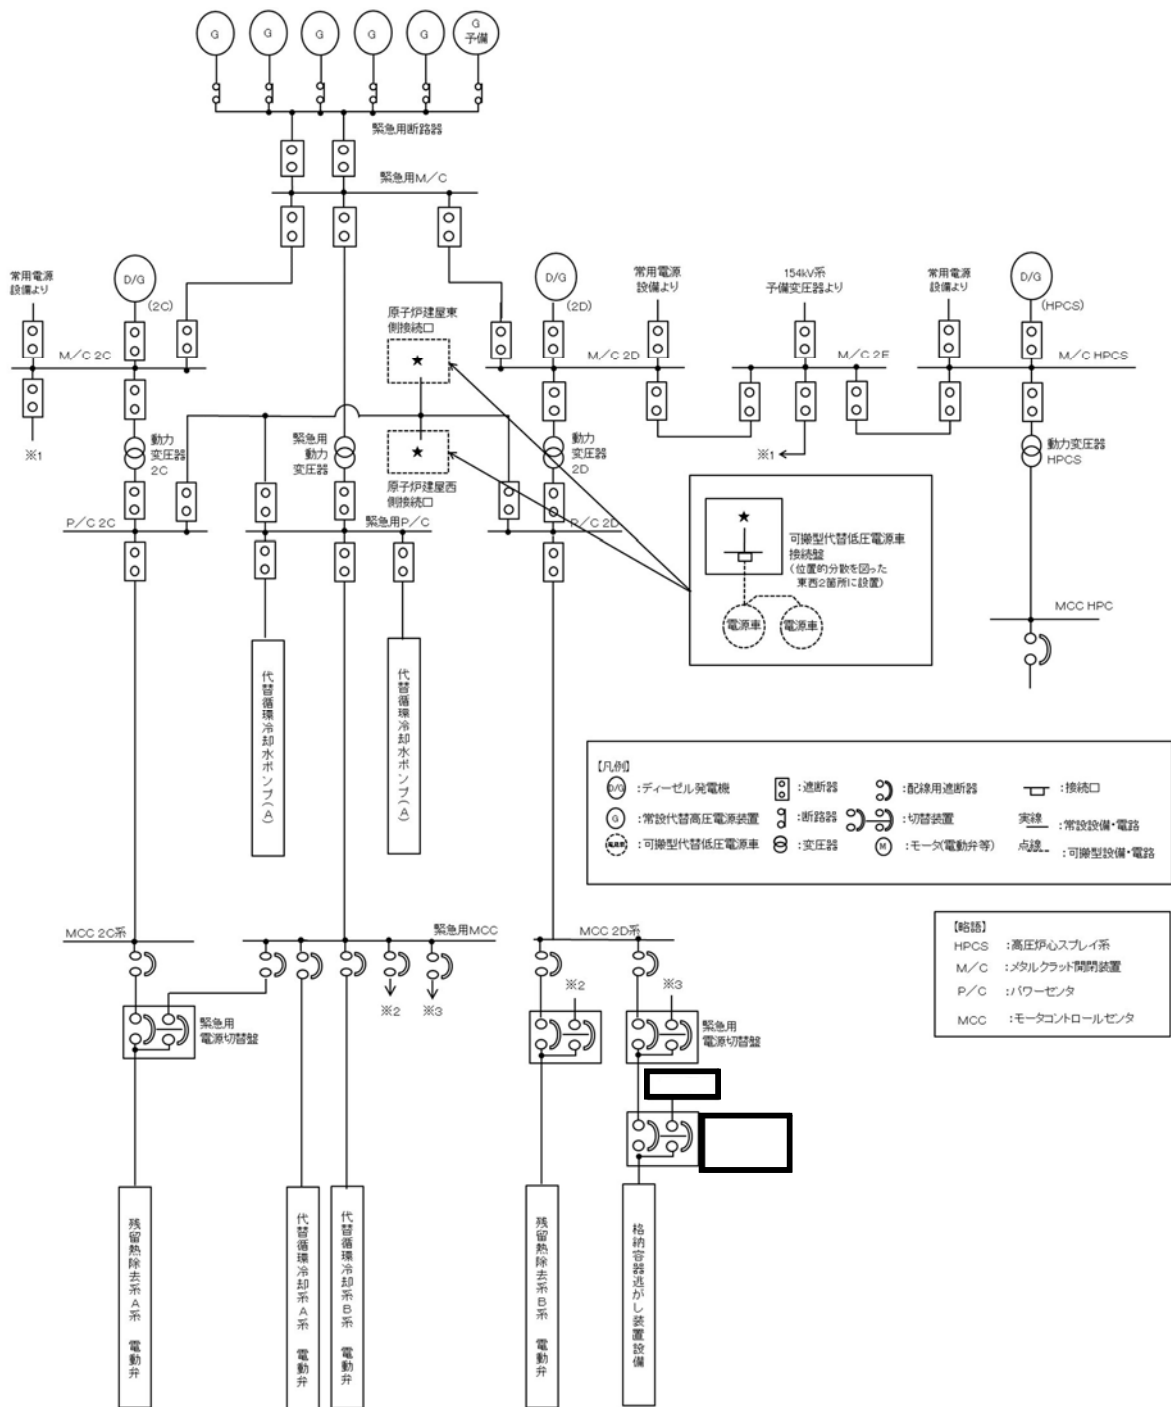 G
G
G
G
G
G
予備
緊急用断路器
緊急用M/C
常用電源
設備より
D/G
(2C)
原子炉建屋東
側接続口
★
D/G
(2D)
常用電源
設備より
154kV系
予備変圧器より
常用電源
設備より
D/G
(HPCS)
M/C 2C
M/C 2D
M/C 2E
M/C HPCS
※1
動力
変圧器
2C
緊急用
動力
変圧器
★
原子炉建屋西
側接続口
動力
変圧器
2D
※1
動力変圧器
HPCS
P/C 2C
緊急用P/C
P/C 2D
★
可搬型代替低圧電源車
接続盤
(位置的分散を図った
東西2箇所に設置)
電源車
電源車
MCC HPC
代替循環冷却水ポンプ(A)
代替循環冷却水ポンプ(A)
【凡例】
D/G :ディーゼル発電機
:遮断器
:配線用遮断器
:接続口
G :常設代替高圧電源装置
:断路器
:切替装置
実線 :常設設備・電路
電源車 :可搬型代替低圧電源車
:変圧器
M :モータ(電動弁等)
点線 :可搬型設備・電路
MCC 2C系
緊急用MCC
MCC 2D系
【略語】
HPCS :高圧炉心スプレイ系
M/C :メタルクラッド開閉装置
P/C :パワーセンタ
MCC :モータコントロールセンタ
※2
※3
※2
※3
緊急用
電源切替盤
緊急用
電源切替盤
残留熱除去系A系 電動弁
代替循環冷却系A系 電動弁
代替循環冷却系B系 電動弁
残留熱除去系B系 電動弁
格納容器逃がし装置設備